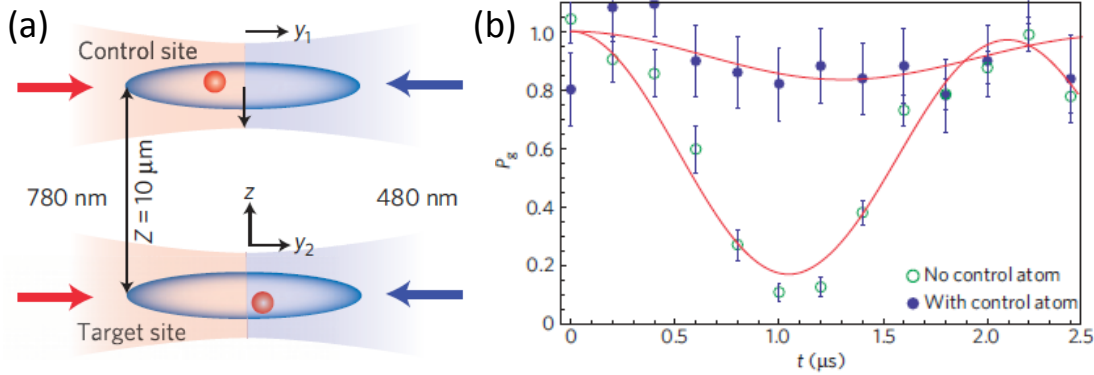 (a)
Control site
y₁
780 nm
Z = 10 μm
480 nm
z
y₂
Target site
(b)
P_g
1.0
0.8
0.6
0.4
0.2
0
No control atom
With control atom
0
0.5
1.0
1.5
2.0
2.5
t (μs)